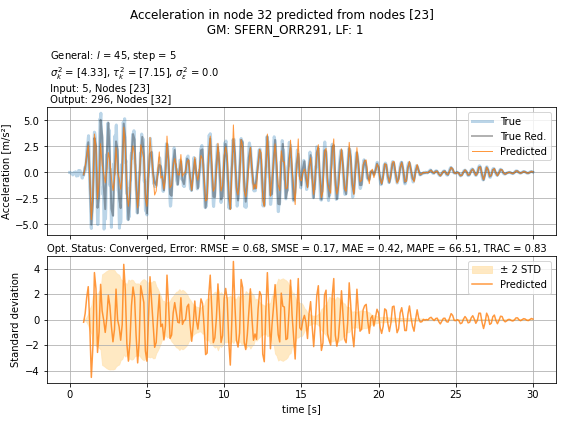 Acceleration in node 32 predicted from nodes [23]
GM: SFERN_ORR291, LF: 1
General: l = 45, step = 5
σ²ₖ = [4.33], τ²ₖ = [7.15], σ²ₑ = 0.0
Input: 5, Nodes [23]
Output: 296, Nodes [32]
Acceleration [m/s²]
5.0
2.5
0.0
−2.5
−5.0
True
True Red.
Predicted
Opt. Status: Converged, Error: RMSE = 0.68, SMSE = 0.17, MAE = 0.42, MAPE = 66.51, TRAC = 0.83
Standard deviation
4
2
0
−2
−4
± 2 STD
Predicted
0 5 10 15 20 25 30
time [s]